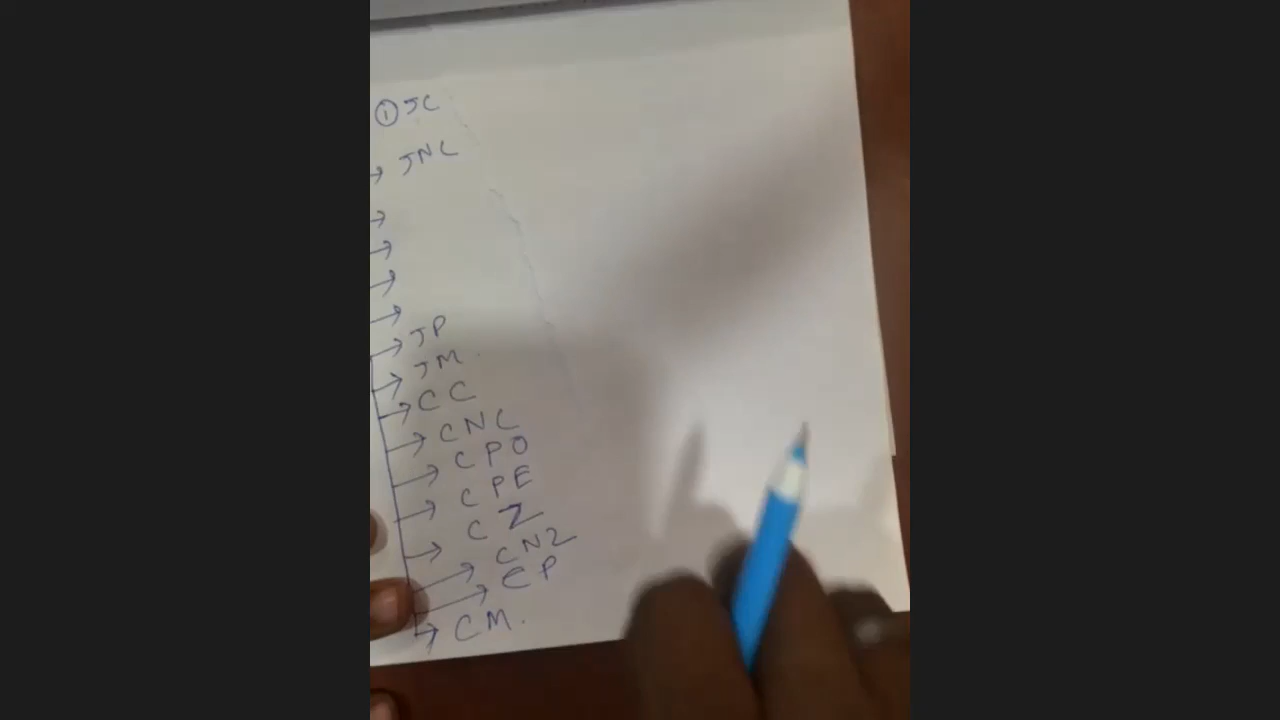 ① JC
→ JNC
→
→
→
→
→ JP
→ JM.
→ CC
→ CNC
→ CPO
→ CPE
→ CZ
→ CNZ
→ CP
→ CM.